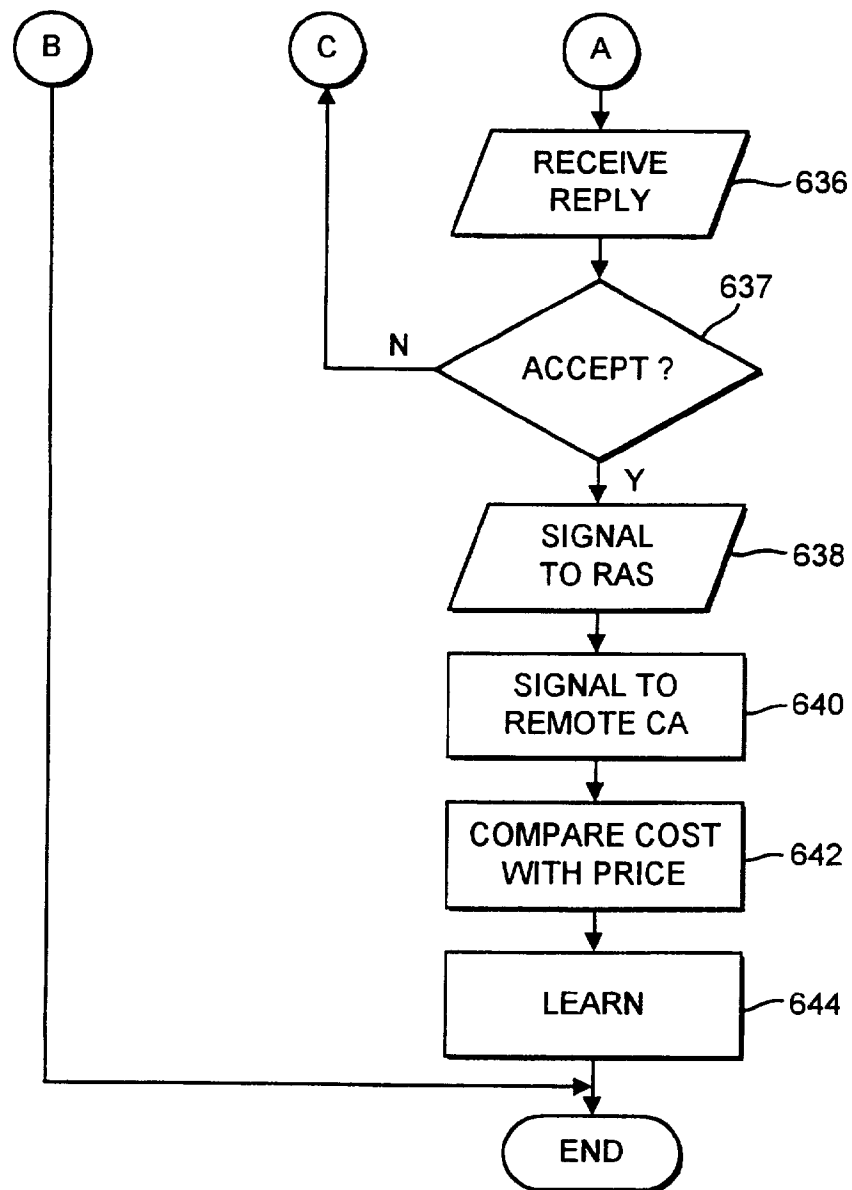 B
C
A
RECEIVE
REPLY
636
637
N
ACCEPT ?
Y
SIGNAL
TO RAS
638
SIGNAL TO
REMOTE CA
640
COMPARE COST
WITH PRICE
642
LEARN
644
END